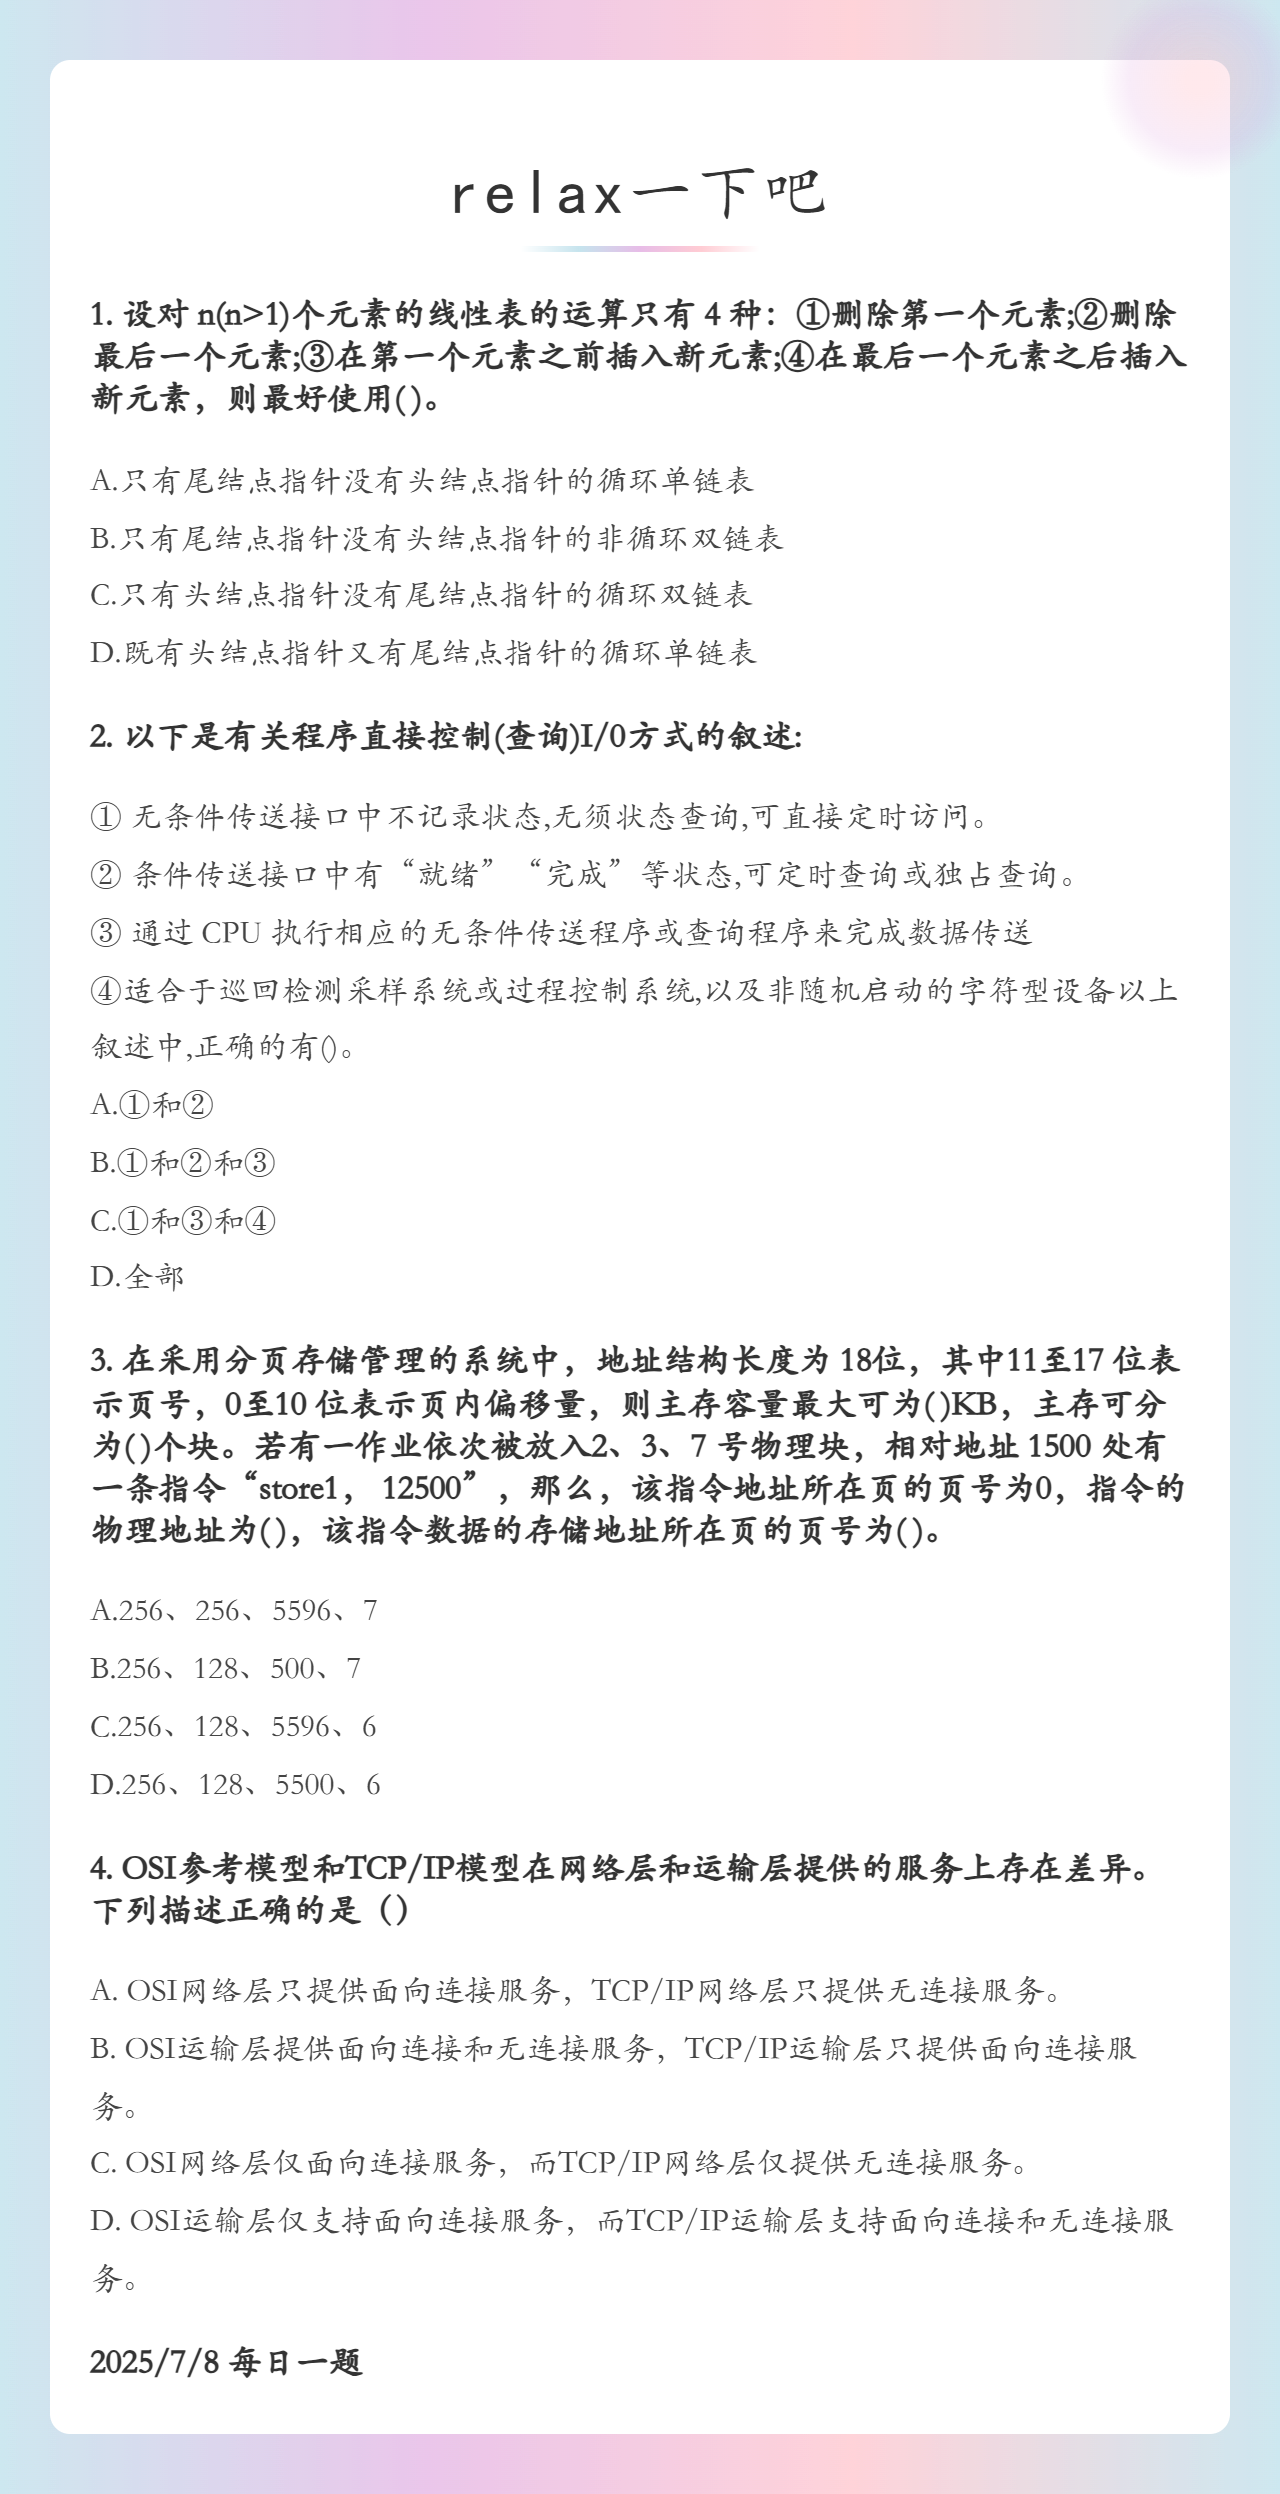 relax一下吧
1. 设对 n(n>1)个元素的线性表的运算只有 4 种：①删除第一个元素;②删除
最后一个元素;③在第一个元素之前插入新元素;④在最后一个元素之后插入
新元素，则最好使用()。
A.只有尾结点指针没有头结点指针的循环单链表
B.只有尾结点指针没有头结点指针的非循环双链表
C.只有头结点指针没有尾结点指针的循环双链表
D.既有头结点指针又有尾结点指针的循环单链表
2. 以下是有关程序直接控制(查询)I/0方式的叙述:
① 无条件传送接口中不记录状态,无须状态查询,可直接定时访问。
② 条件传送接口中有“就绪”“完成”等状态,可定时查询或独占查询。
③ 通过 CPU 执行相应的无条件传送程序或查询程序来完成数据传送
④适合于巡回检测采样系统或过程控制系统,以及非随机启动的字符型设备以上
叙述中,正确的有()。
A.①和②
B.①和②和③
C.①和③和④
D.全部
3. 在采用分页存储管理的系统中，地址结构长度为 18位，其中11至17 位表
示页号，0至10 位表示页内偏移量，则主存容量最大可为()KB，主存可分
为()个块。若有一作业依次被放入2、3、7 号物理块，相对地址 1500 处有
一条指令“store1， 12500”，那么，该指令地址所在页的页号为0，指令的
物理地址为()，该指令数据的存储地址所在页的页号为()。
A.256、256、5596、7
B.256、128、500、7
C.256、128、5596、6
D.256、128、5500、6
4. OSI参考模型和TCP/IP模型在网络层和运输层提供的服务上存在差异。
下列描述正确的是（）
A. OSI网络层只提供面向连接服务，TCP/IP网络层只提供无连接服务。
B. OSI运输层提供面向连接和无连接服务，TCP/IP运输层只提供面向连接服
务。
C. OSI网络层仅面向连接服务，而TCP/IP网络层仅提供无连接服务。
D. OSI运输层仅支持面向连接服务，而TCP/IP运输层支持面向连接和无连接服
务。
2025/7/8 每日一题